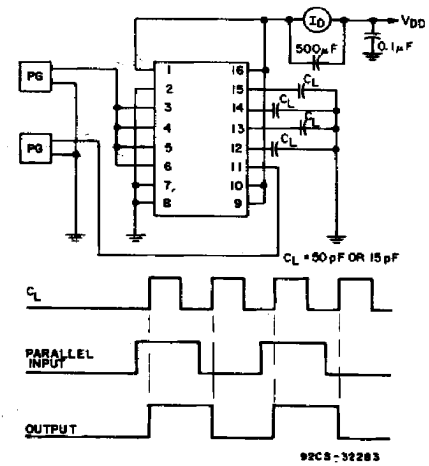 I_D
V_DD
500μF
0.1μF
PG
PG
1 16
2 15
3 14
4 13
5 12
6 11
7 10
8 9
C_L
C_L
C_L
C_L
C_L = 50 pF OR 15 pF
C_L
PARALLEL
INPUT
OUTPUT
92CS-32283